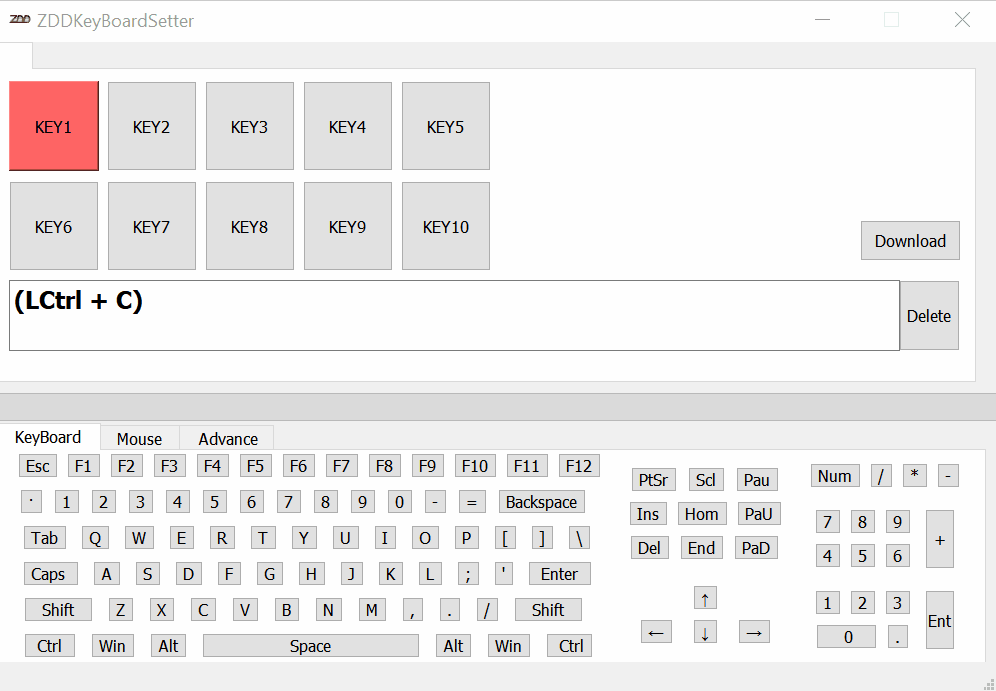 ZDD ZDDKeyBoardSetter
KEY1 KEY2 KEY3 KEY4 KEY5
KEY6 KEY7 KEY8 KEY9 KEY10
Download
(LCtrl + C)
Delete
KeyBoard Mouse Advance
Esc F1 F2 F3 F4 F5 F6 F7 F8 F9 F10 F11 F12
PtSr Scl Pau
Num / * -
· 1 2 3 4 5 6 7 8 9 0 - = Backspace
Ins Hom PaU
7 8 9 +
Tab Q W E R T Y U I O P [ ] \
Del End PaD
4 5 6
Caps A S D F G H J K L ; ' Enter
Shift Z X C V B N M , . / Shift
↑
1 2 3 Ent
Ctrl Win Alt Space Alt Win Ctrl
← ↓ →
0 .